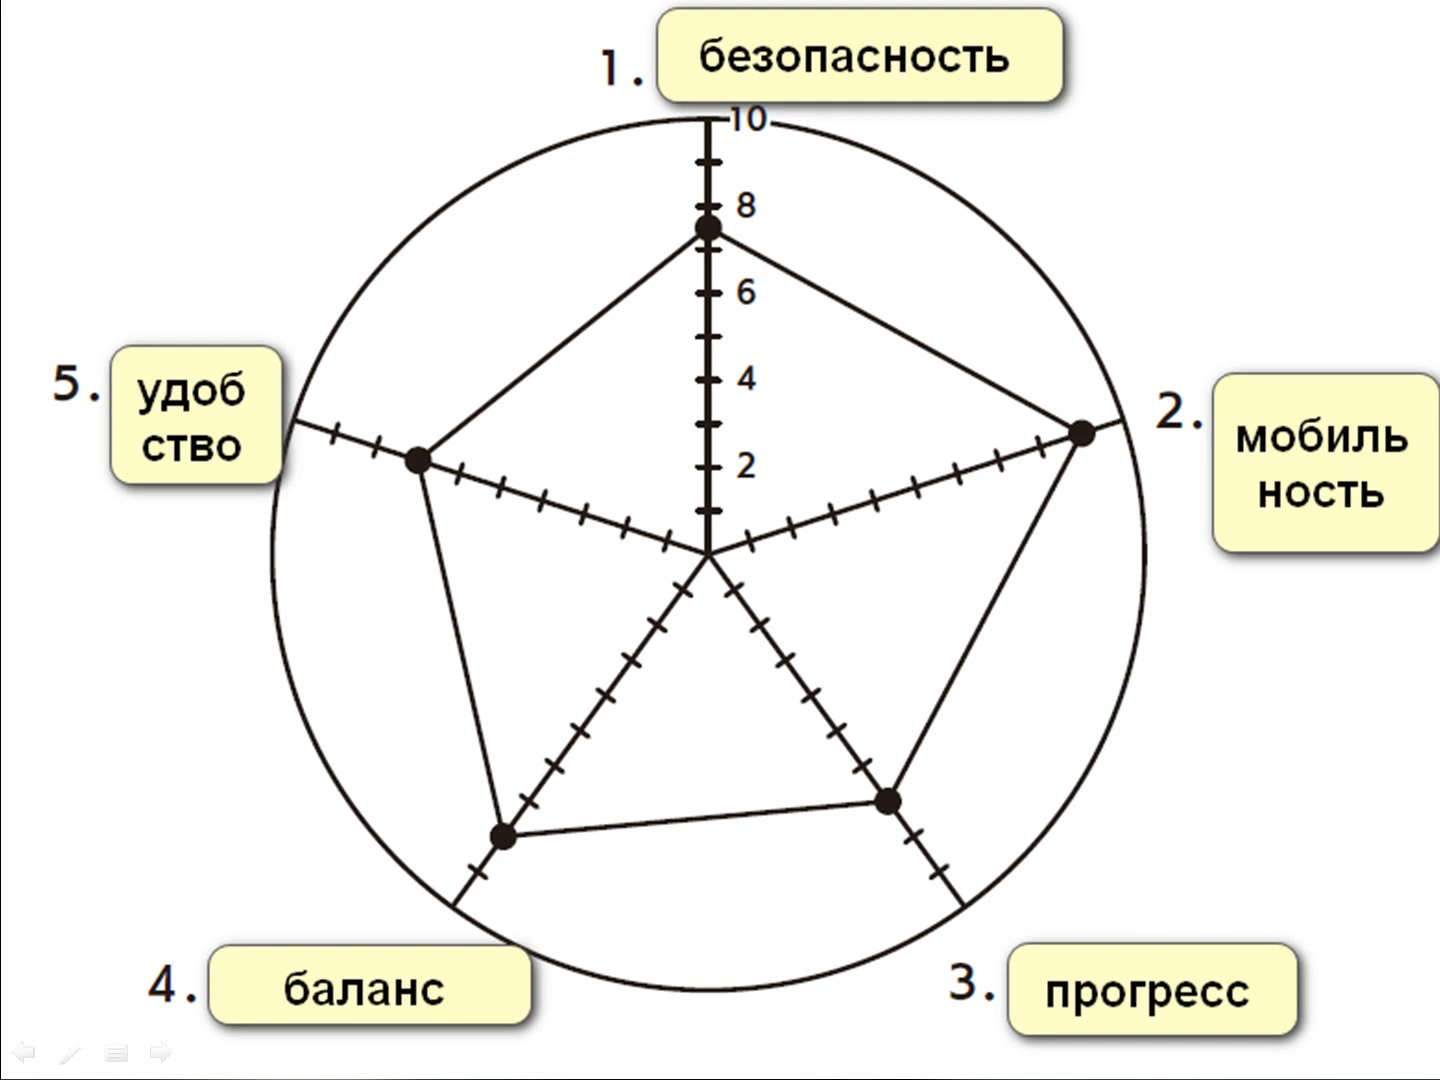 1.
безопасность
10
8
6
4
2
5.
удоб
ство
2.
мобиль
ность
4.
баланс
3.
прогресс